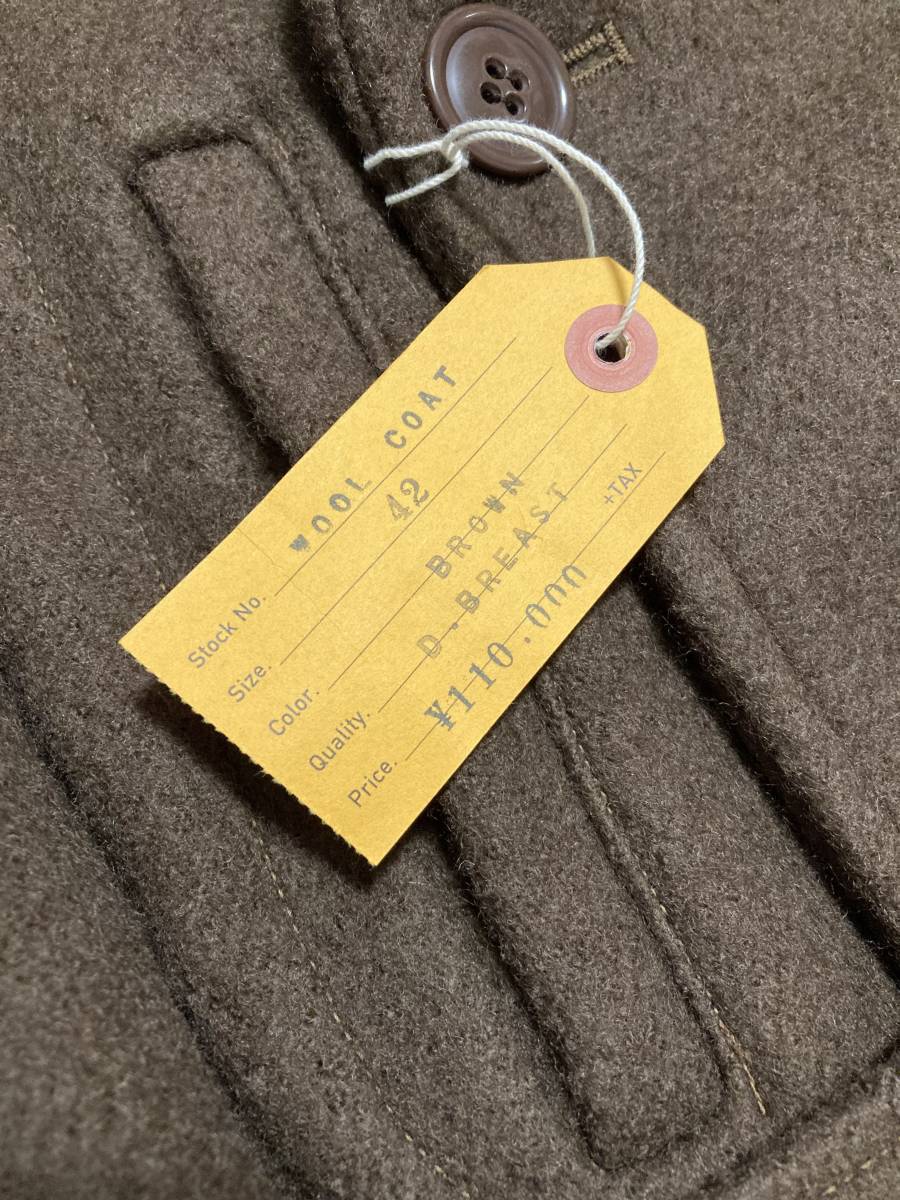 Stock No. WOOL COAT
Size. 42
Color. BROWN
Quality. D.BREAST
Price. ¥110.000 +TAX